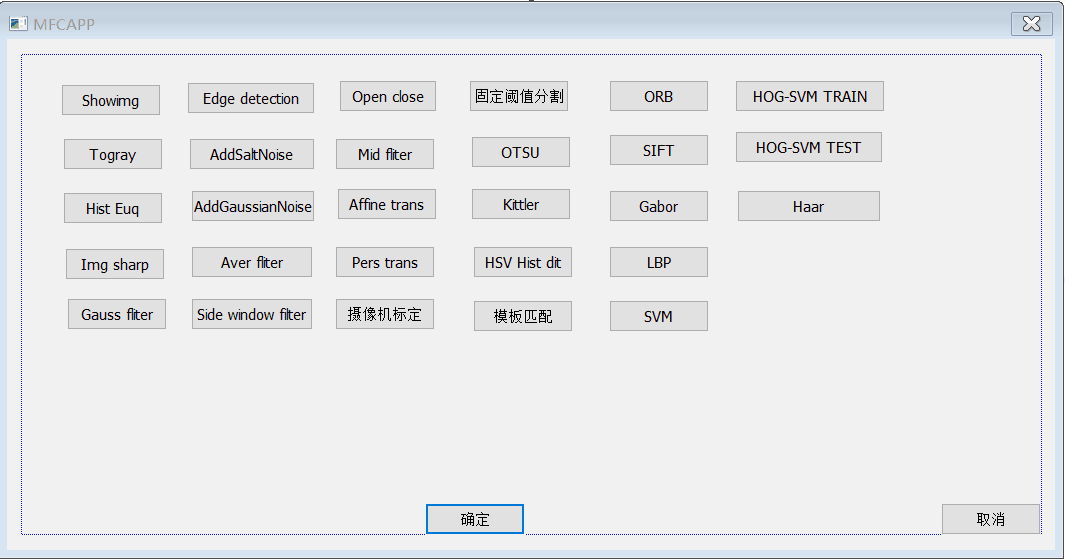 MFCAPP
Showimg Edge detection Open close 固定阈值分割 ORB HOG-SVM TRAIN
Togray AddSaltNoise Mid fliter OTSU SIFT HOG-SVM TEST
Hist Euq AddGaussianNoise Affine trans Kittler Gabor Haar
Img sharp Aver fliter Pers trans HSV Hist dit LBP
Gauss fliter Side window filter 摄像机标定 模板匹配 SVM
确定 取消